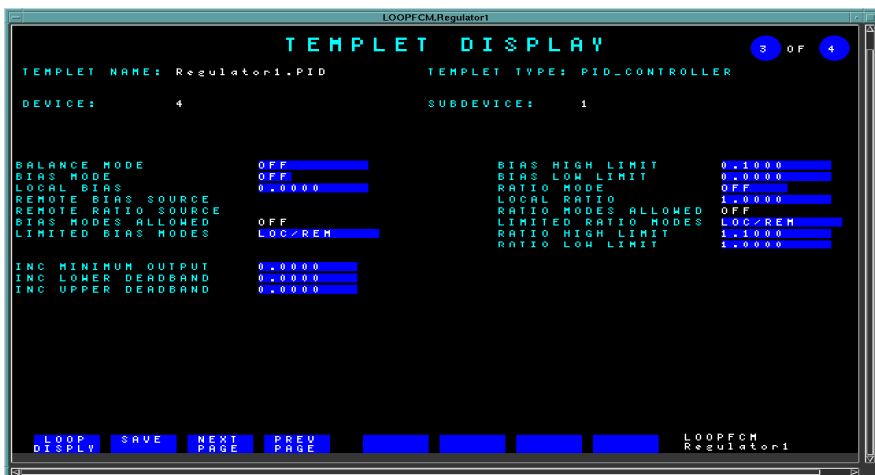 LOOPFCM,Regulator1
TEMPLET DISPLAY
3 OF 4
TEMPLET NAME: Regulator1.PID TEMPLET TYPE: PID_CONTROLLER
DEVICE: 4 SUBDEVICE: 1
BALANCE MODE OFF BIAS HIGH LIMIT 0.1000
BIAS MODE OFF BIAS LOW LIMIT 0.0000
LOCAL BIAS 0.0000 RATIO MODE OFF
REMOTE BIAS SOURCE LOCAL RATIO 1.0000
REMOTE RATIO SOURCE RATIO MODES ALLOWED OFF
BIAS MODES ALLOWED OFF LIMITED RATIO MODES LOC/REM
LIMITED BIAS MODES LOC/REM RATIO HIGH LIMIT 1.1000
RATIO LOW LIMIT 1.0000
INC MINIMUM OUTPUT 0.0000
INC LOWER DEADBAND 0.0000
INC UPPER DEADBAND 0.0000
LOOP DISPLY SAVE NEXT PAGE PREV PAGE LOOPFCM
Regulator1